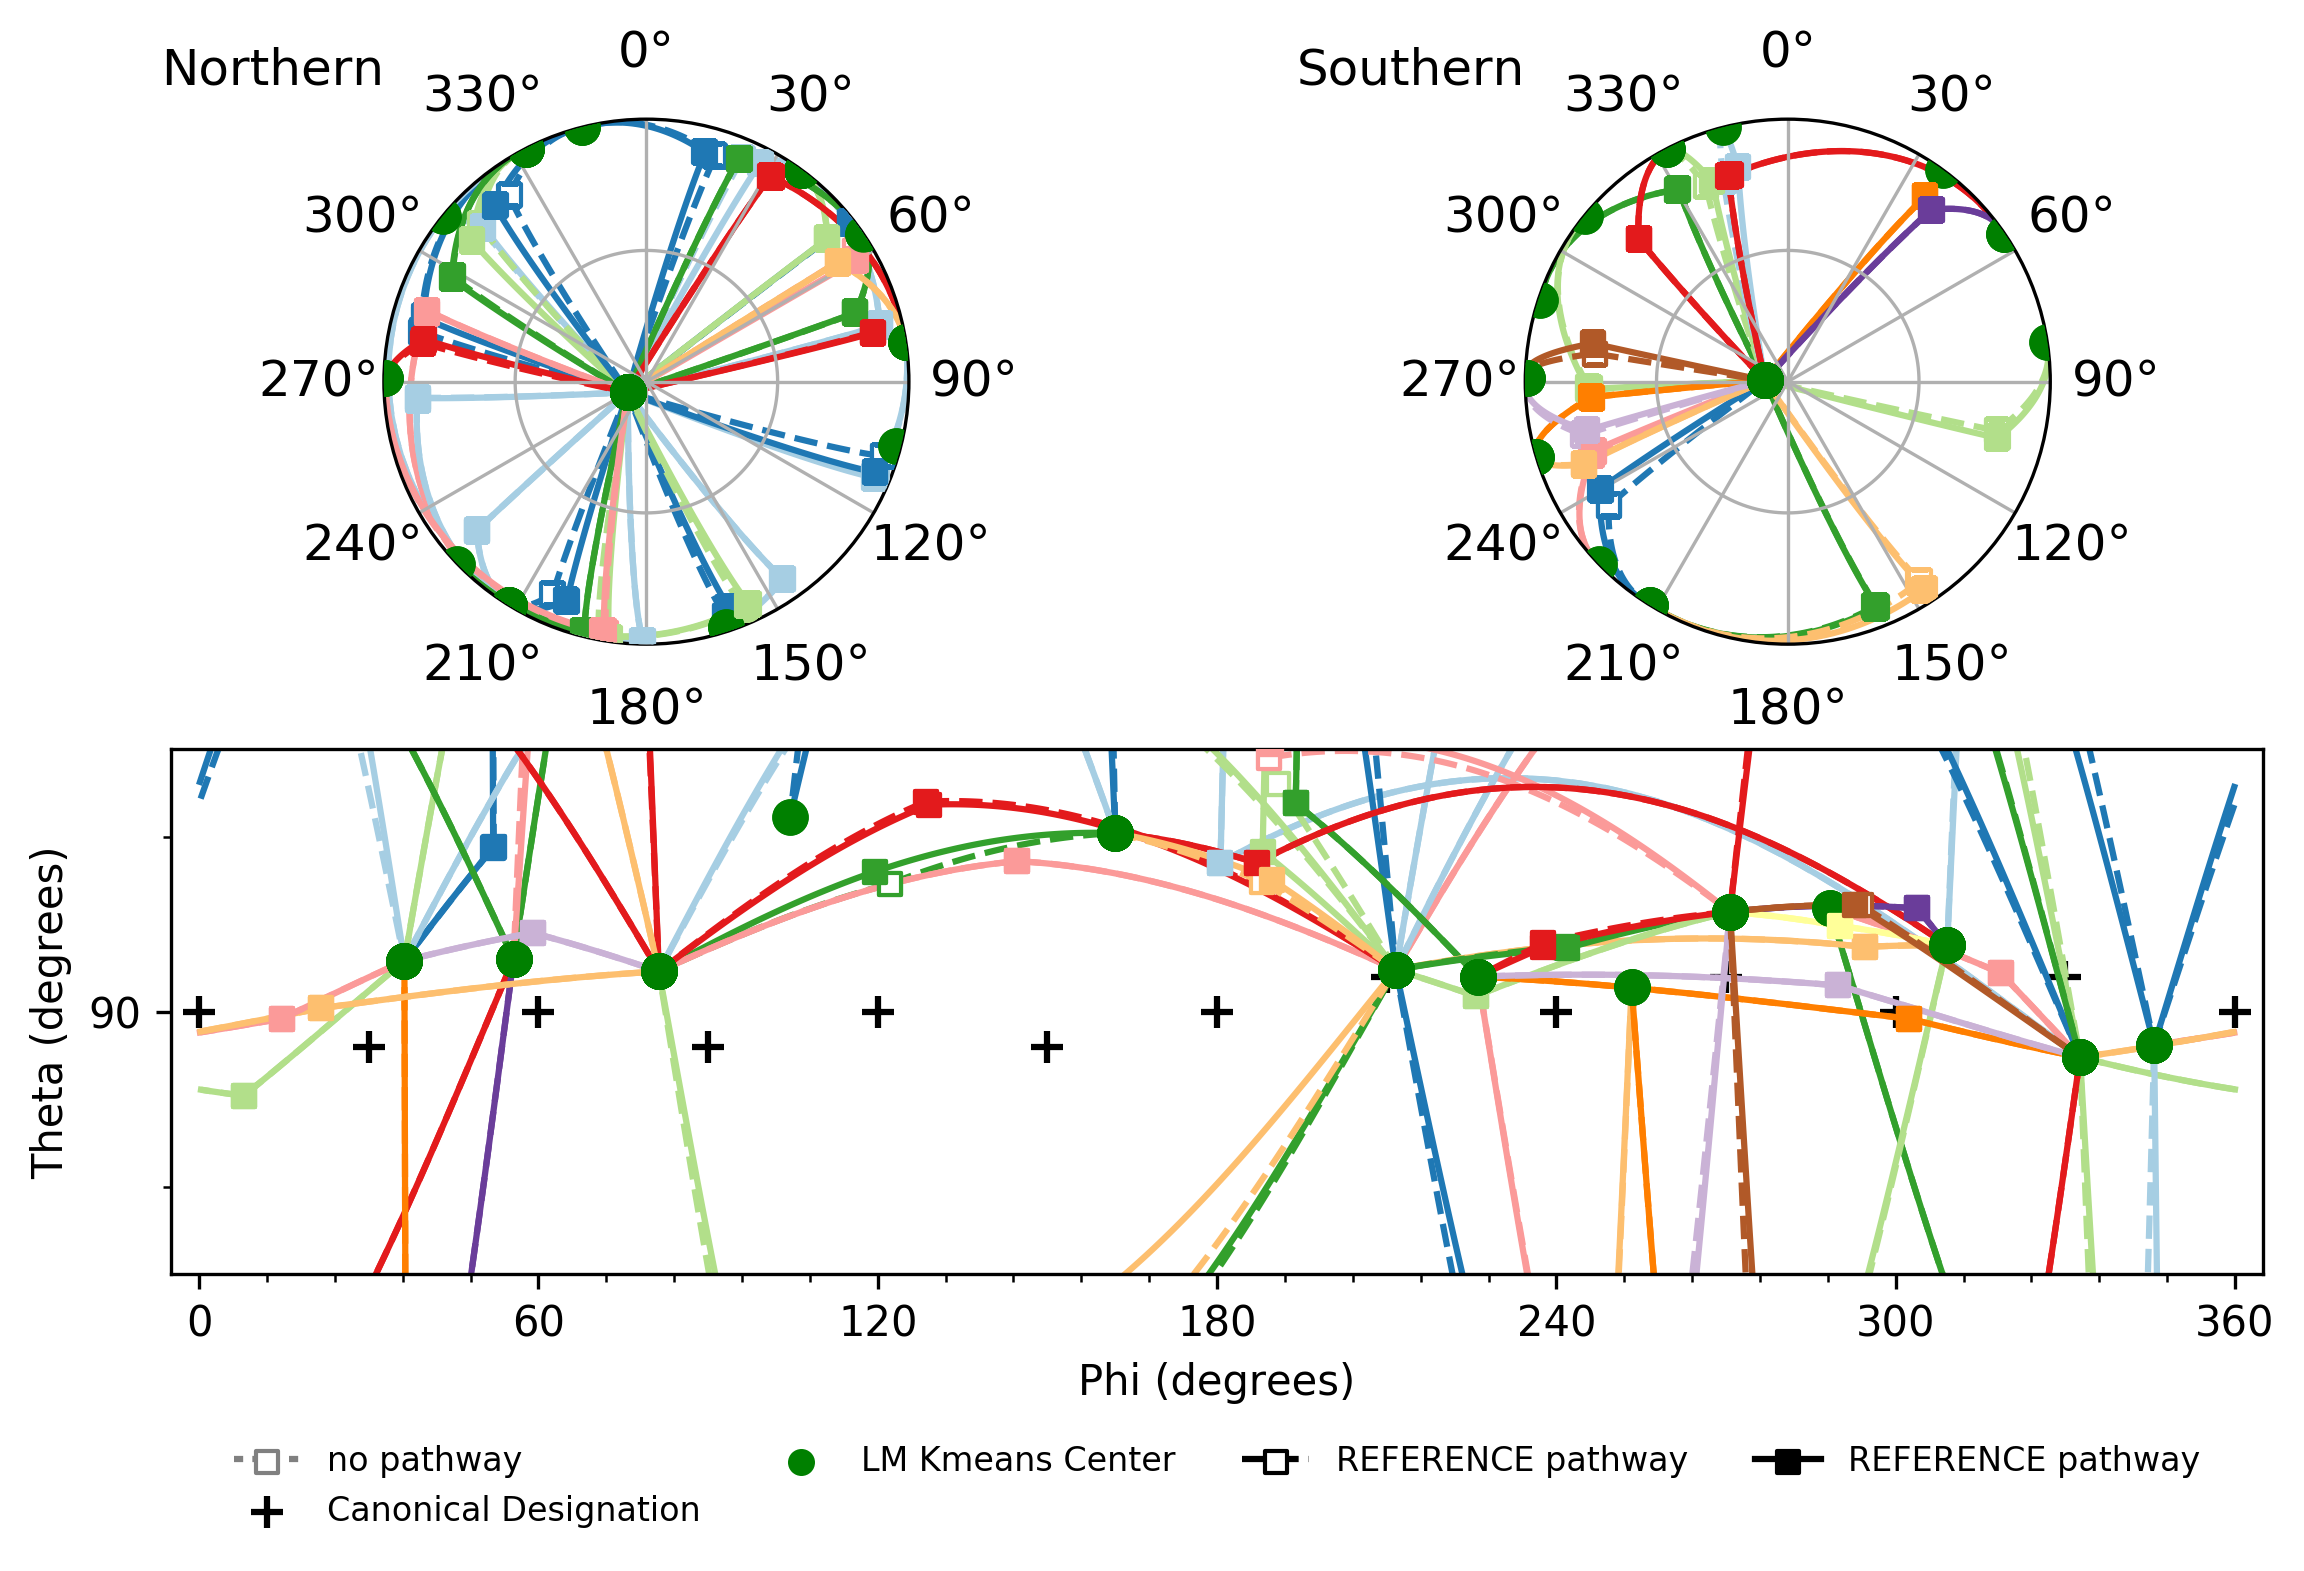 Northern
0°
30°
60°
90°
120°
150°
180°
210°
240°
270°
300°
330°
Southern
0°
30°
60°
90°
120°
150°
180°
210°
240°
270°
300°
330°
Theta (degrees)
90
0 60 120 180 240 300 360
Phi (degrees)
no pathway
Canonical Designation
LM Kmeans Center
REFERENCE pathway
REFERENCE pathway